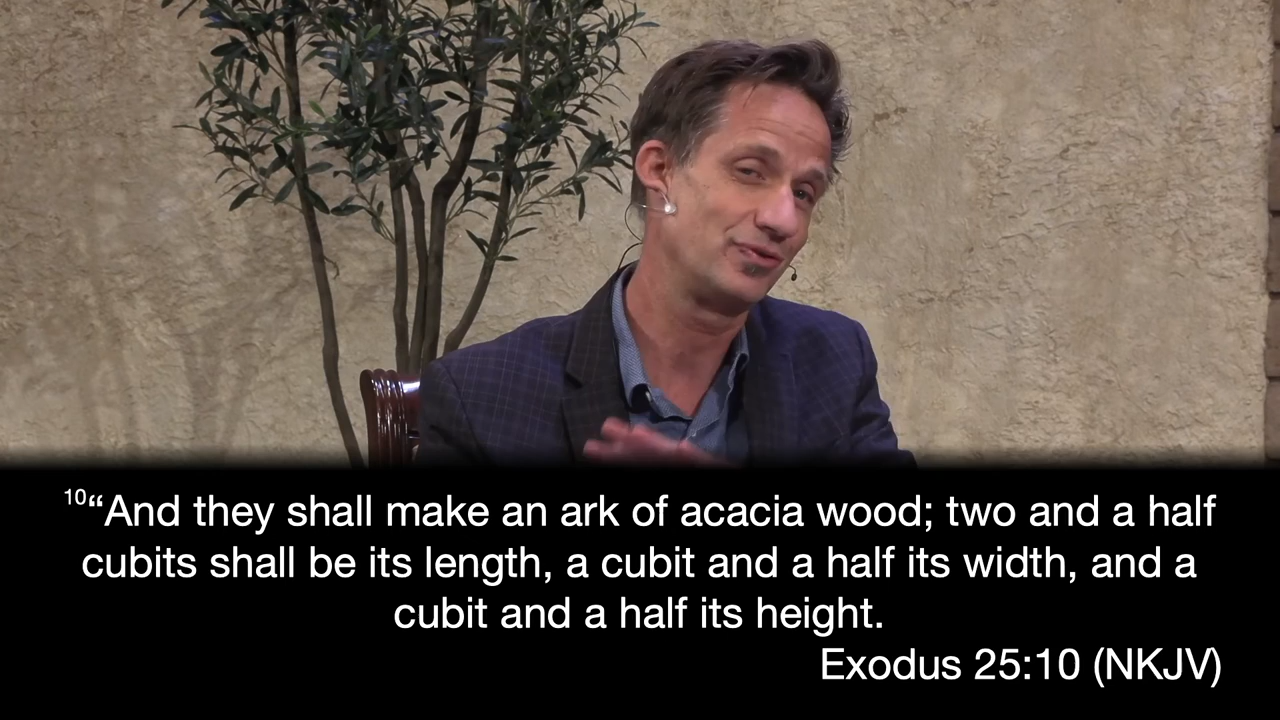 10“And they shall make an ark of acacia wood; two and a half
cubits shall be its length, a cubit and a half its width, and a
cubit and a half its height.
Exodus 25:10 (NKJV)